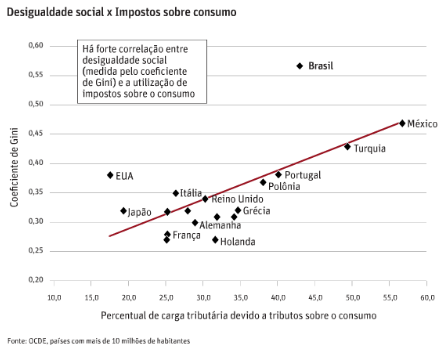 Desigualdade social x Impostos sobre consumo
Há forte correlação entre
desigualdade social
(medida pelo coeficiente
de Gini) e a utilização de
impostos sobre o consumo
Coeficiente de Gini
0,60
0,55
0,50
0,45
0,40
0,35
0,30
0,25
0,20
Brasil
México
Turquia
EUA
Portugal
Polônia
Itália
Reino Unido
Japão
Grécia
Alemanha
França
Holanda
10,0 15,0 20,0 25,0 30,0 35,0 40,0 45,0 50,0 55,0 60,0
Percentual de carga tributária devido a tributos sobre o consumo
Fonte: OCDE, países com mais de 10 milhões de habitantes